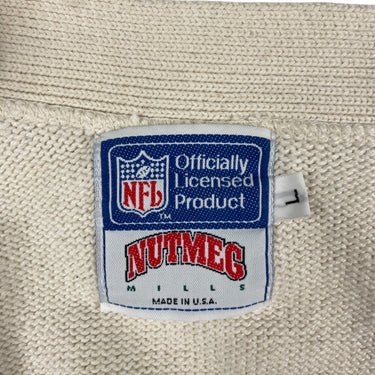 NFL
TM
Officially
Licensed
Product
L
NUTMEG
MILLS
MADE IN U.S.A.